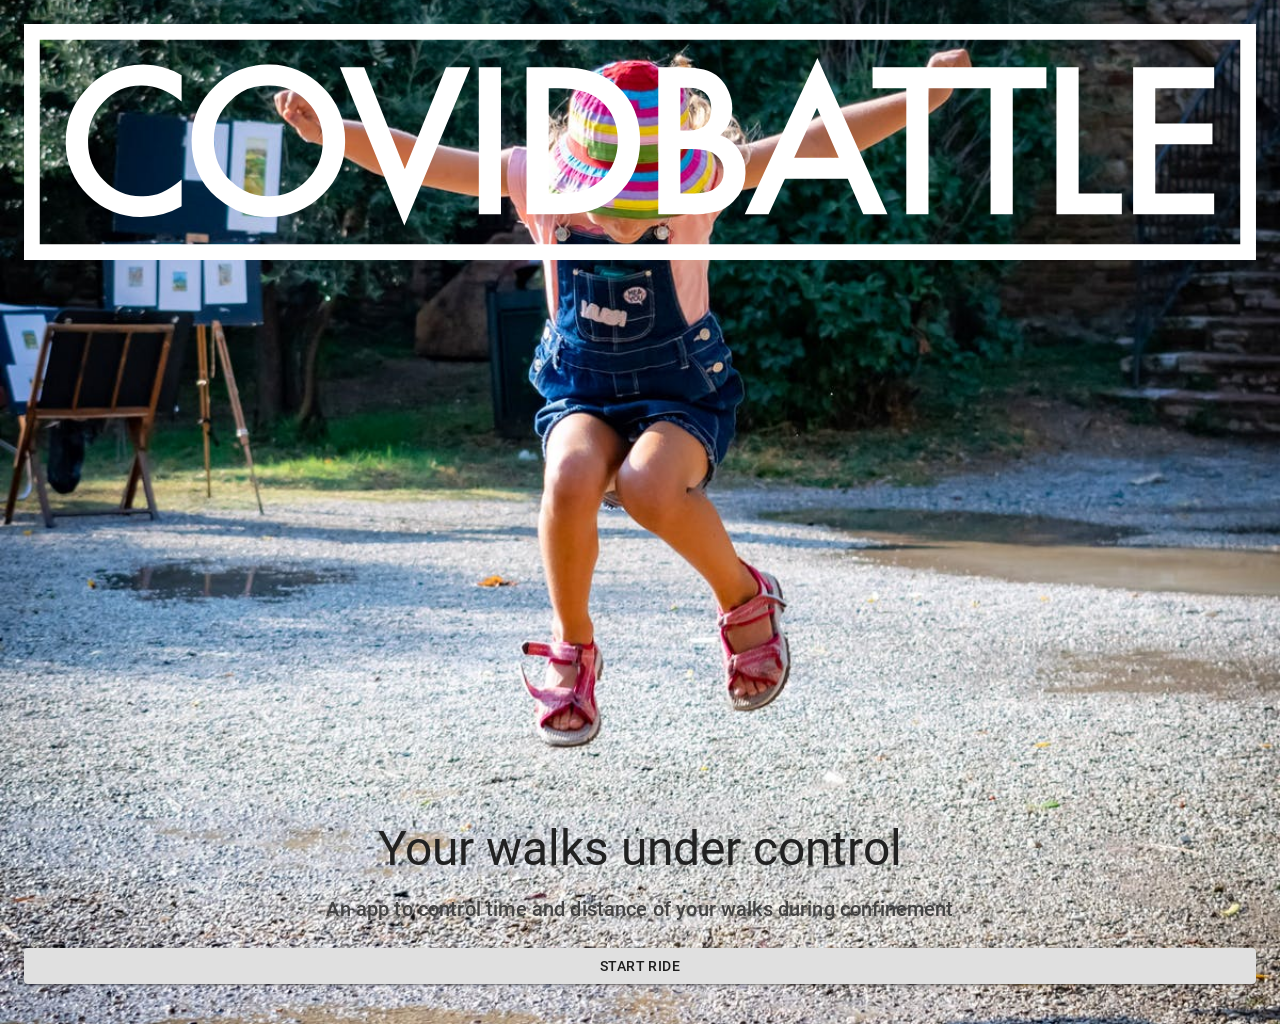 COVIDBATTLE
Your walks under control
An app to control time and distance of your walks during confinement
START RIDE